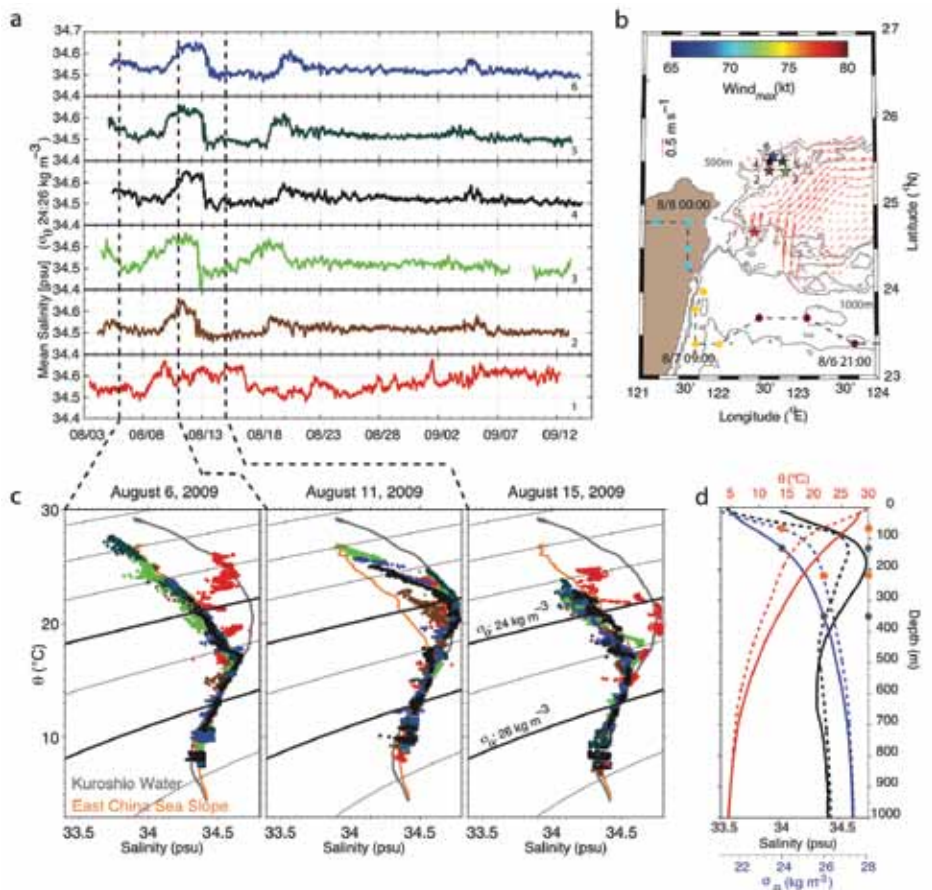 a
34.7
34.6
34.5
34.4
34.6
34.5
34.4
34.6
34.5
34.4
34.6
34.5
34.4
34.6
34.5
34.4
34.6
34.5
34.4
Mean Salinity [psu] (σθ 24:26 kg m−3)
6
5
4
3
2
1
08/03 08/08 08/13 08/18 08/23 08/28 09/02 09/07 09/12
b
65 70 75 80
Wind max (kt)
0.5 m s−1
500m
8/8 00:00
1000m
8/7 09:00
8/6 21:00
27
26
25
24
23
Latitude (°N)
121 30' 122 30' 123 30' 124
Longitude (°E)
c
August 6, 2009
August 11, 2009
August 15, 2009
30
20
10
θ (°C)
σθ: 24 kg m−3
σθ: 26 kg m−3
Kuroshio Water
East China Sea Slope
33.5 34 34.5
33.5 34 34.5
33.5 34 34.5
Salinity (psu)
Salinity (psu)
Salinity (psu)
d
θ (°C)
5 10 14 18 22 26 30
0
100
200
300
400
500
600
700
800
900
1000
Depth (m)
33.5 34 34.5
Salinity (psu)
22 24 26 28
σθ (kg m−3)